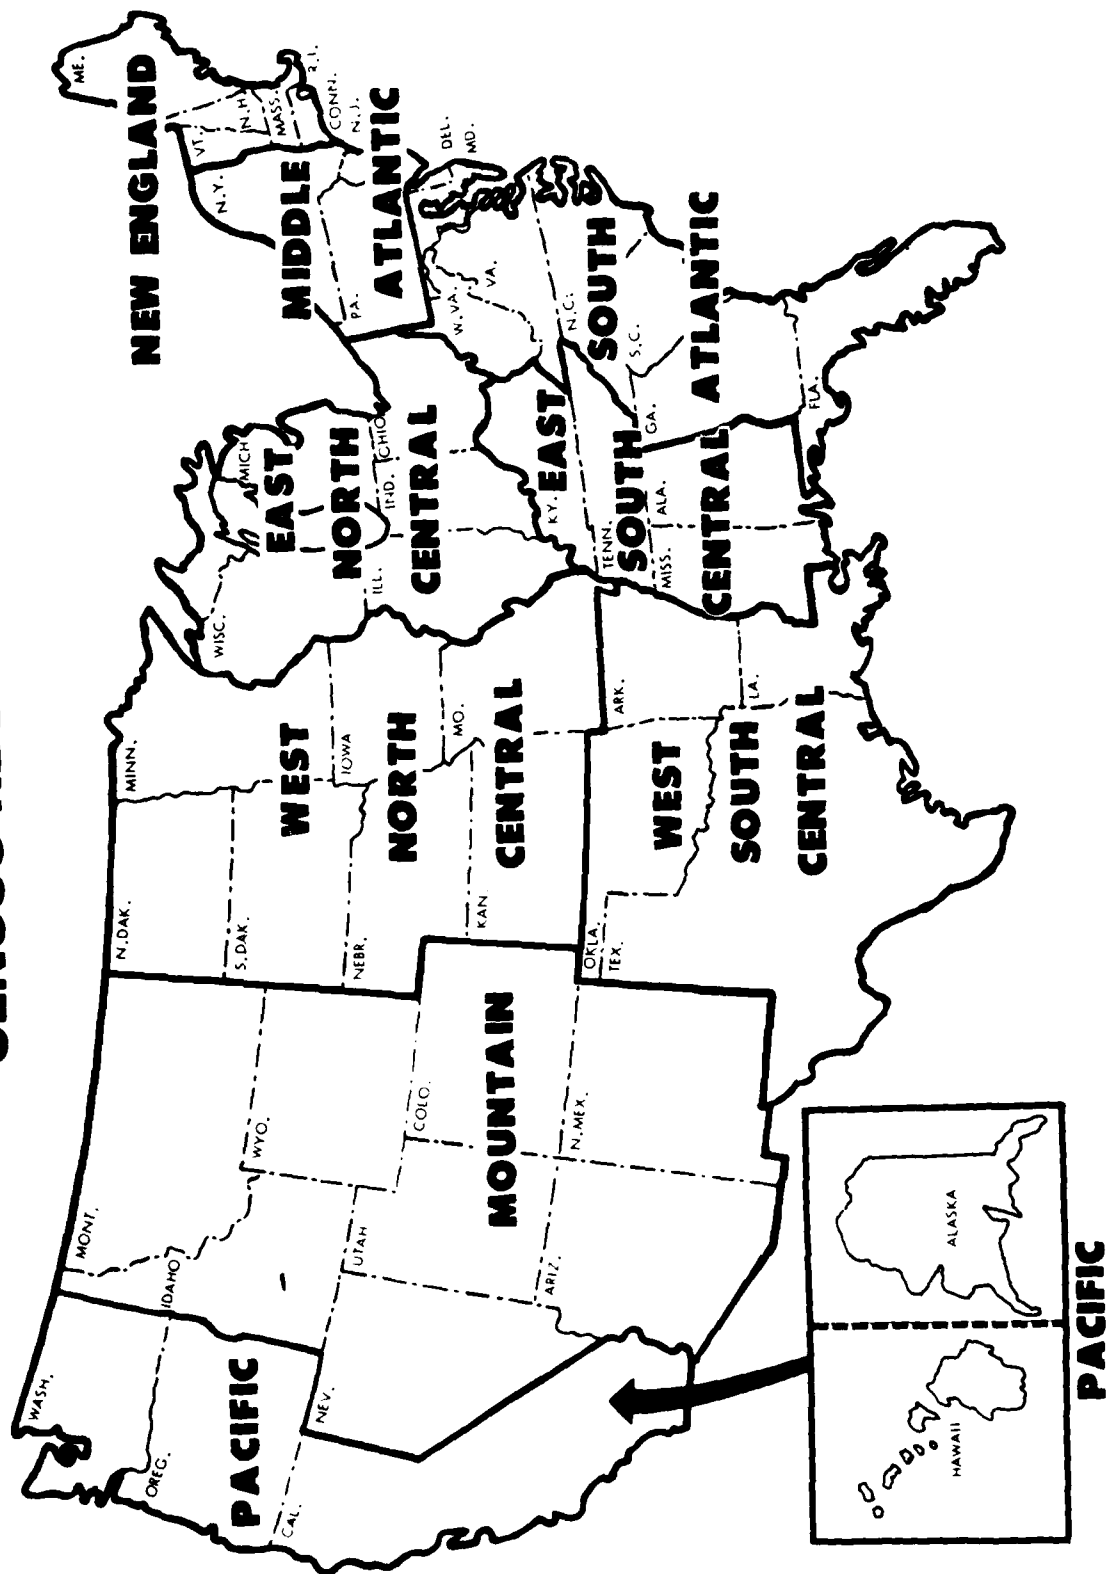 NEW ENGLAND
MIDDLE
ATLANTIC
SOUTH
ATLANTIC
EAST
NORTH
CENTRAL
EAST
SOUTH
CENTRAL
WEST
NORTH
CENTRAL
WEST
SOUTH
CENTRAL
MOUNTAIN
PACIFIC
WASH.
OREG.
CAL.
NEV.
IDAHO
MONT.
WYO.
UTAH
COLO.
ARIZ.
N.MEX.
N.DAK.
S.DAK.
NEBR.
KAN.
MINN.
IOWA
MO.
OKLA.
TEX.
ARK.
LA.
WISC.
MICH
ILL.
IND.
OHIO
KY.
TENN.
MISS.
ALA.
ME.
VT.
N.H.
MASS.
R.I.
CONN.
N.Y.
N.J.
PA.
DEL.
MD.
W.VA.
VA.
N.C.
S.C.
GA.
FLA.
HAWAII
ALASKA
PACIFIC